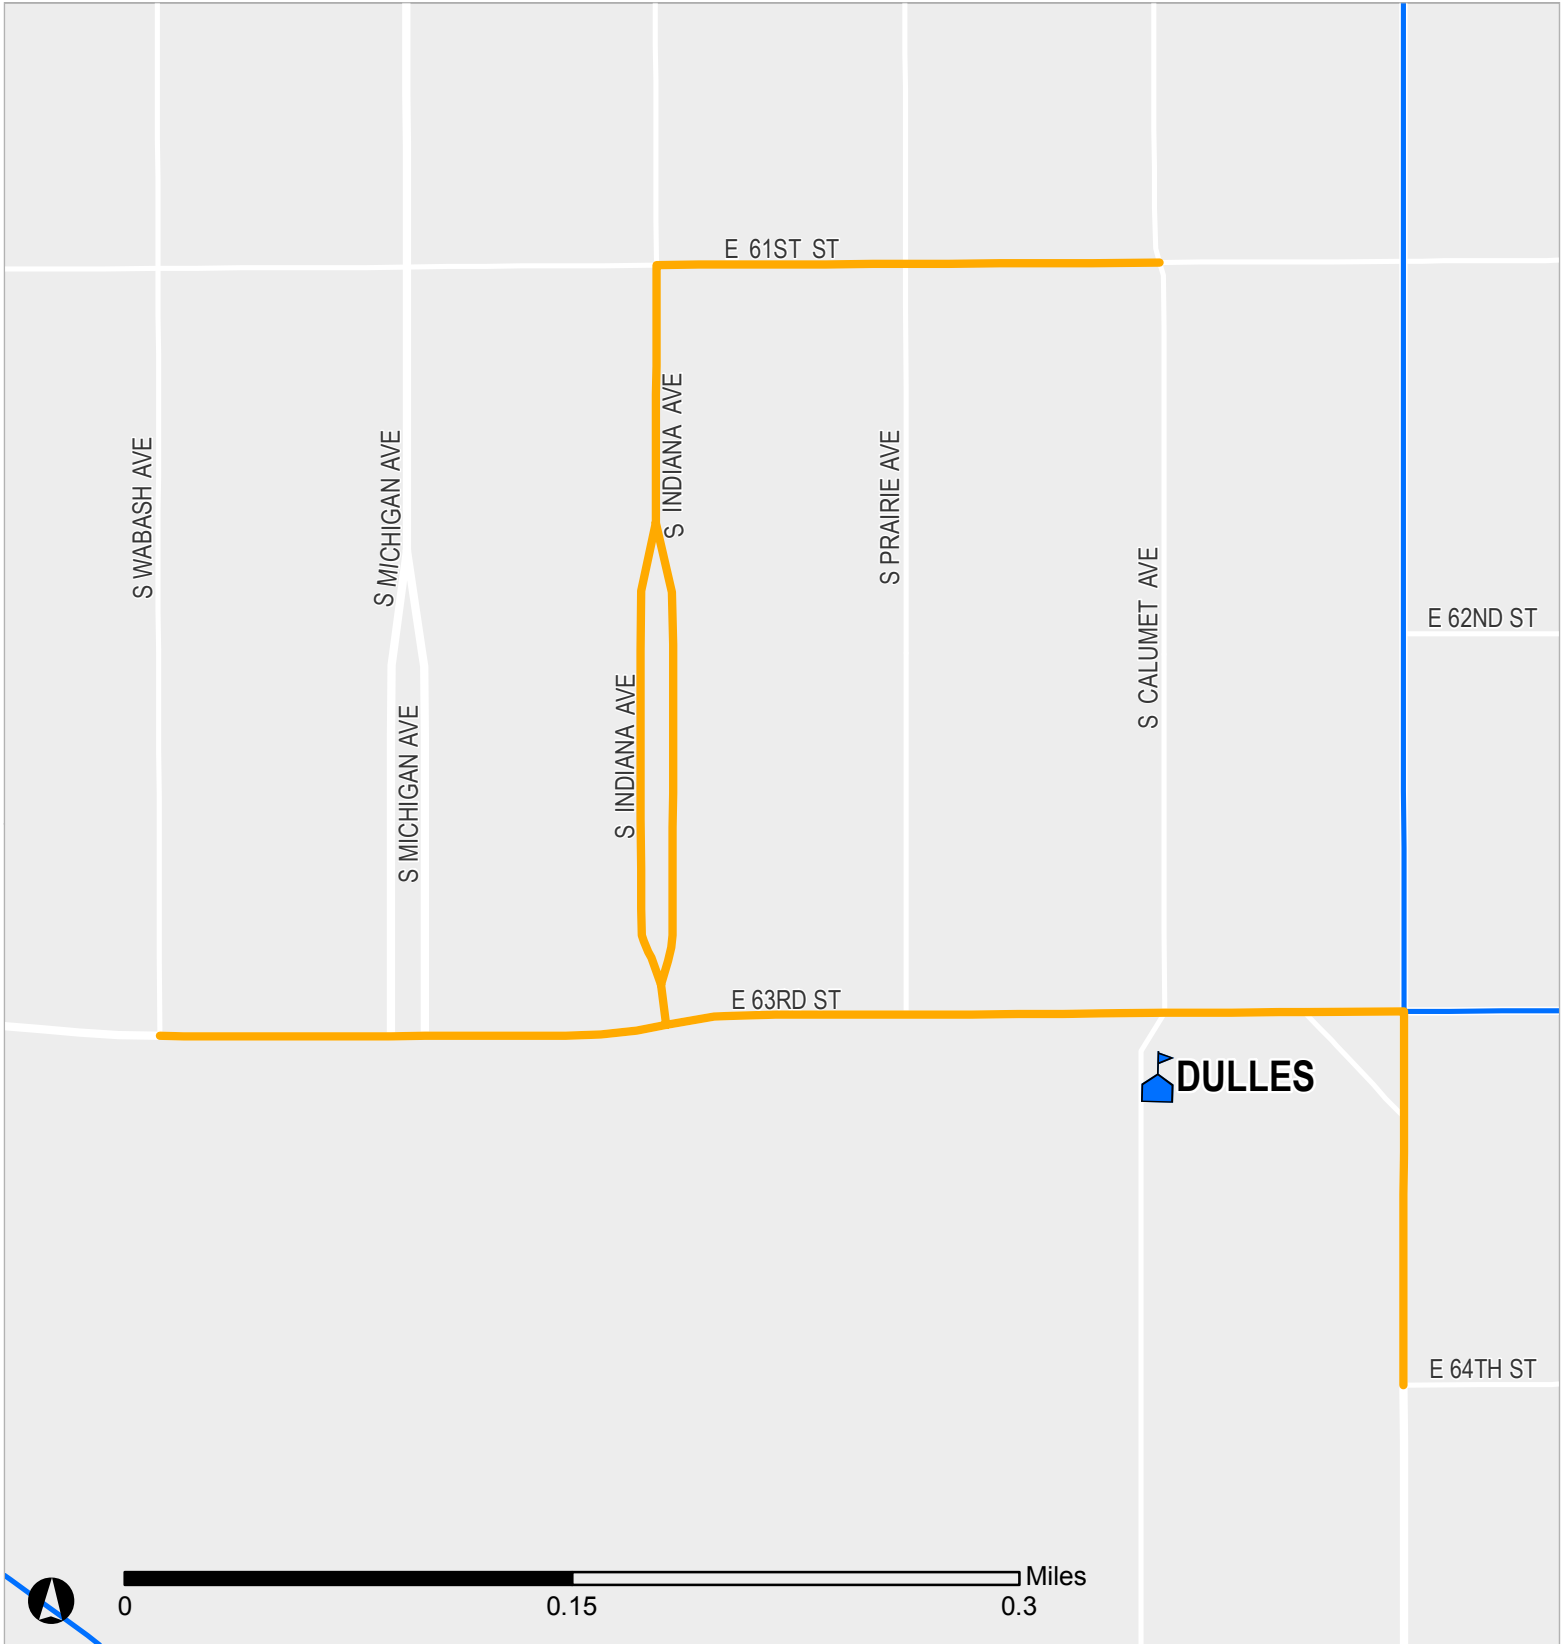 E 61ST ST
S INDIANA AVE
S WABASH AVE
S MICHIGAN AVE
S PRAIRIE AVE
S CALUMET AVE
E 62ND ST
S INDIANA AVE
S MICHIGAN AVE
E 63RD ST
DULLES
E 64TH ST
Miles
0 0.15 0.3